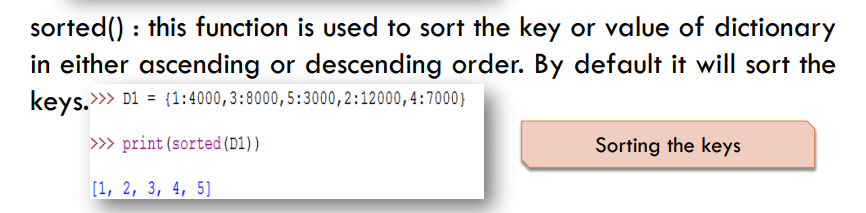 sorted() : this function is used to sort the key or value of dictionary
in either ascending or descending order. By default it will sort the
keys.
>>> D1 = {1:4000,3:8000,5:3000,2:12000,4:7000}
>>> print(sorted(D1))
[1, 2, 3, 4, 5]
Sorting the keys